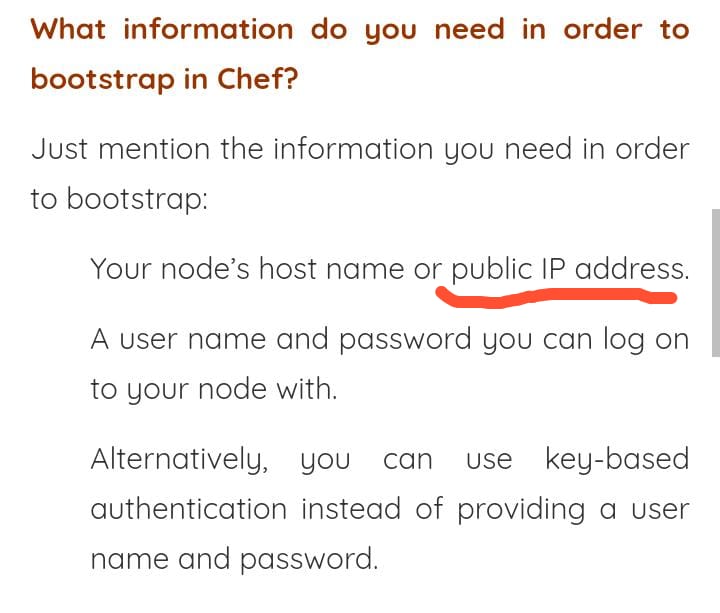 What information do you need in order to
bootstrap in Chef?
Just mention the information you need in order
to bootstrap:
Your node's host name or public IP address.
A user name and password you can log on
to your node with.
Alternatively, you can use key-based
authentication instead of providing a user
name and password.